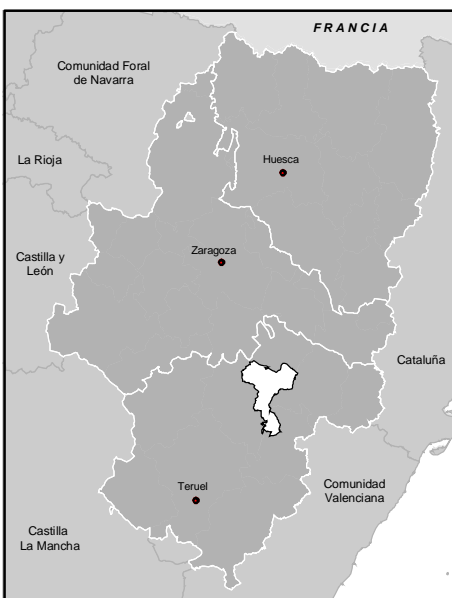 FRANCIA
Comunidad Foral
de Navarra
La Rioja
Huesca
Zaragoza
Castilla y
León
Cataluña
Teruel
Comunidad
Valenciana
Castilla
La Mancha